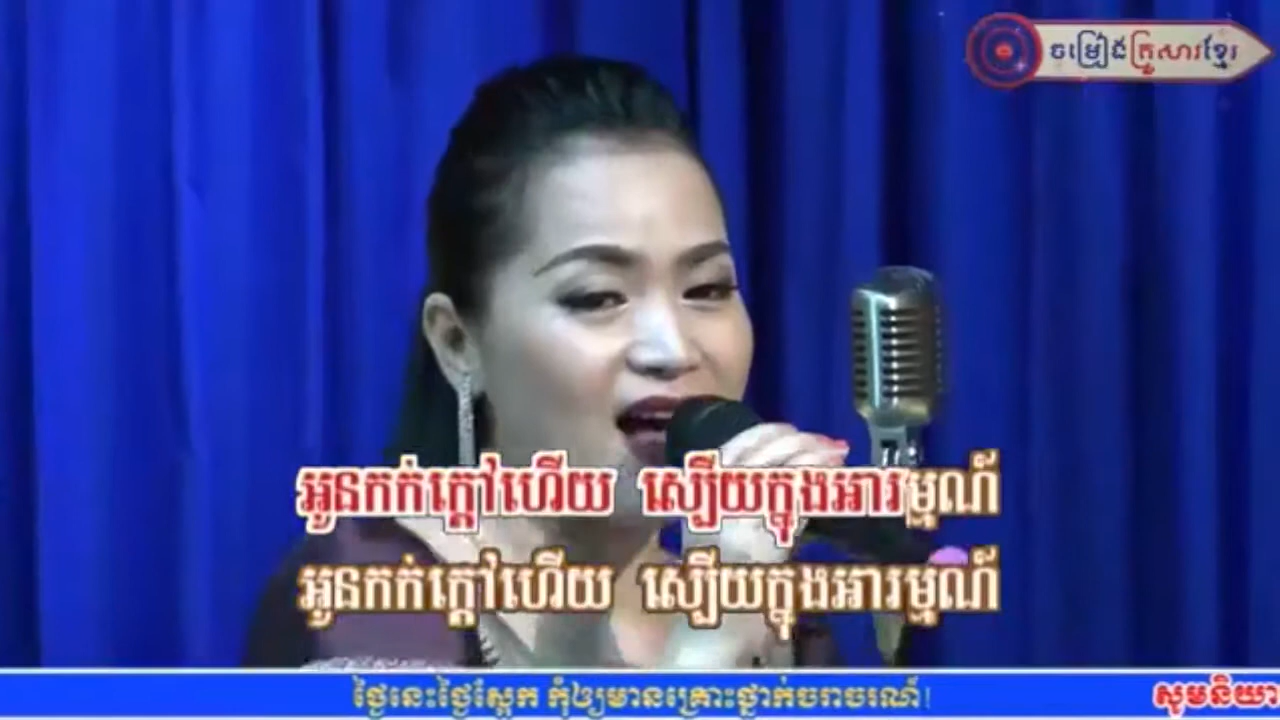 ចម្រៀងគ្រួសារខ្មែរ
អូនកក់ក្ដៅហើយ ស្បើយក្នុងអារម្មណ៍
អូនកក់ក្ដៅហើយ ស្បើយក្នុងអារម្មណ៍
ថ្ងៃនេះថ្ងៃស្អែក កុំឲ្យមានគ្រោះថ្នាក់ចរាចរណ៍! សូមនិយា